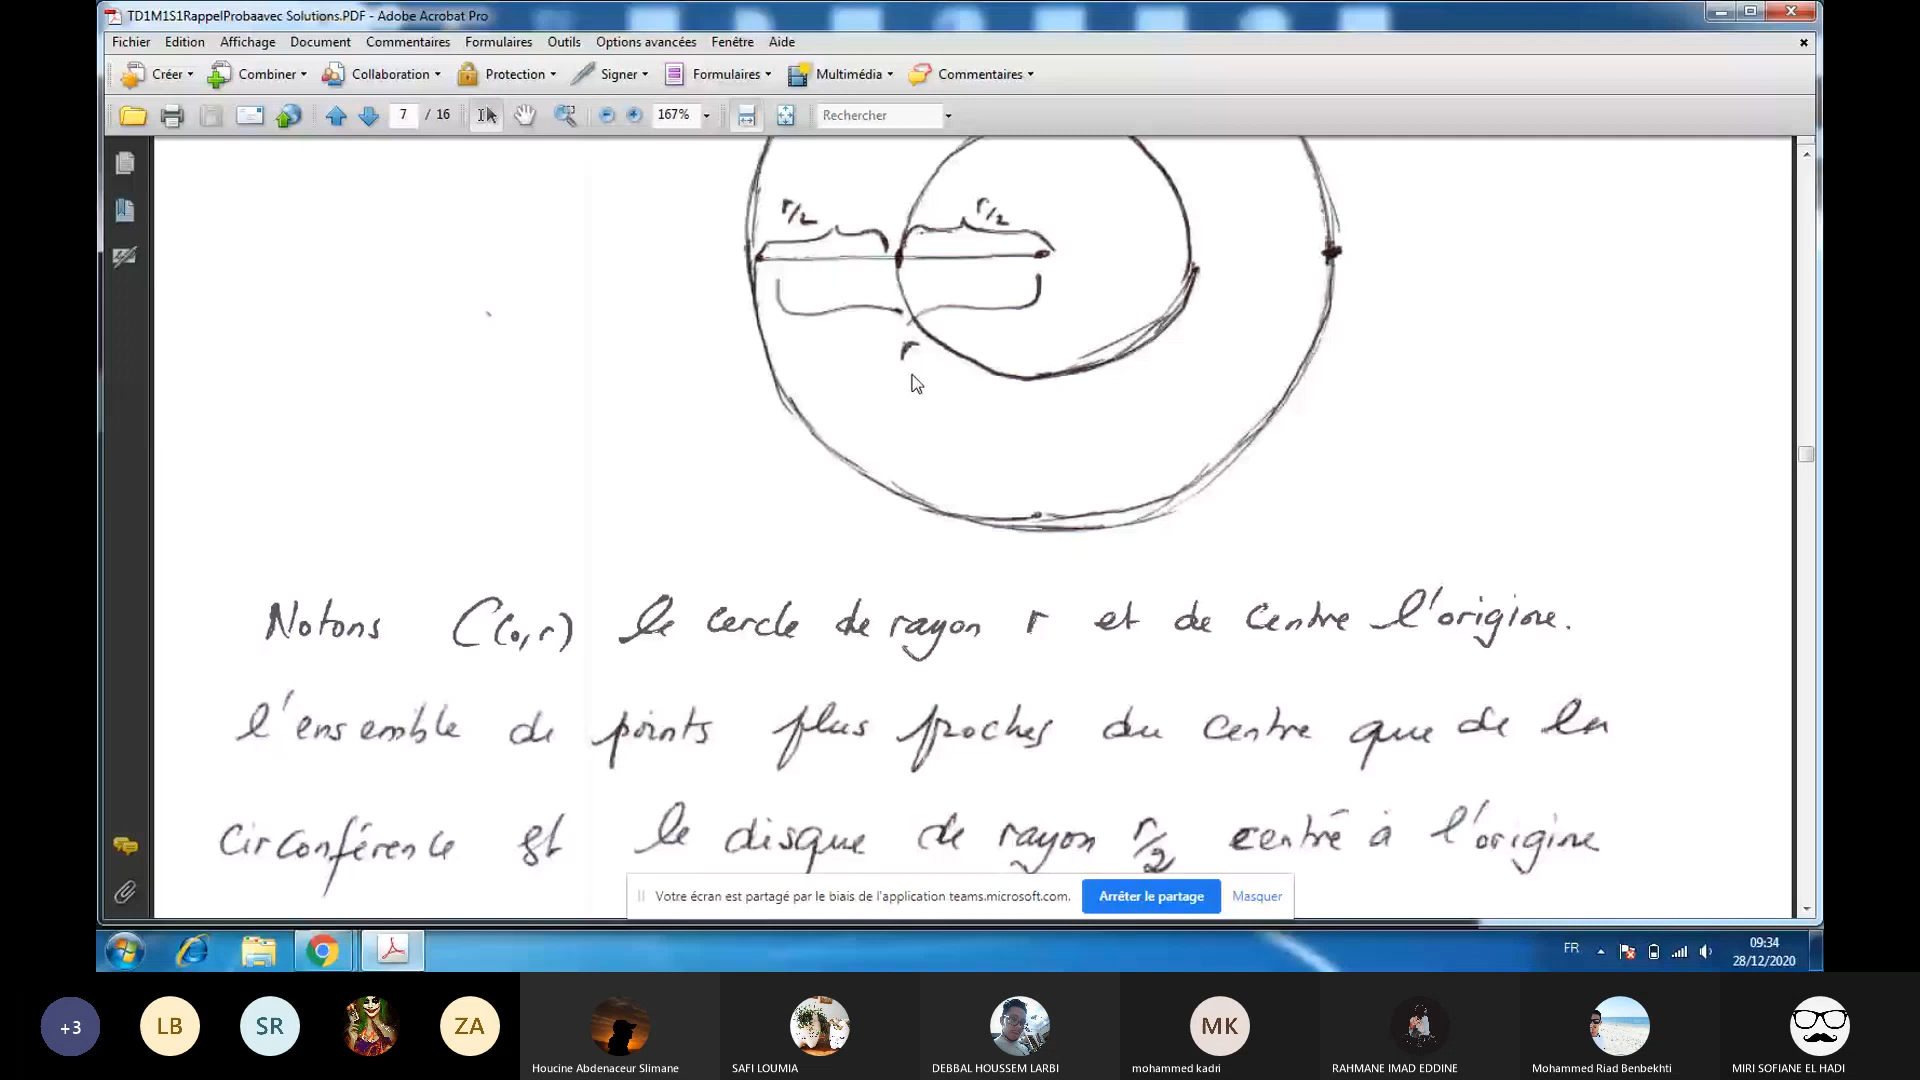 TD1M1S1RappelProbaavec Solutions.PDF - Adobe Acrobat Pro
Fichier Edition Affichage Document Commentaires Formulaires Outils Options avancées Fenêtre Aide
Créer Combiner Collaboration Protection Signer Formulaires Multimédia Commentaires
7 / 16 167% Rechercher
r/2 r/2
r
Notons C(0,r) le cercle de rayon r et de centre l'origine.
l'ensemble de points plus proches du centre que de la
circonférence est le disque de rayon r/2 centré à l'origine
Votre écran est partagé par le biais de l'application teams.microsoft.com. Arrêter le partage Masquer
FR 09:34
28/12/2020
+3 LB SR ZA MK
Houcine Abdenaceur Slimane SAFI LOUMIA DEBBAL HOUSSEM LARBI mohammed kadri RAHMANE IMAD EDDINE Mohammed Riad Benbekhti MIRI SOFIANE EL HADI